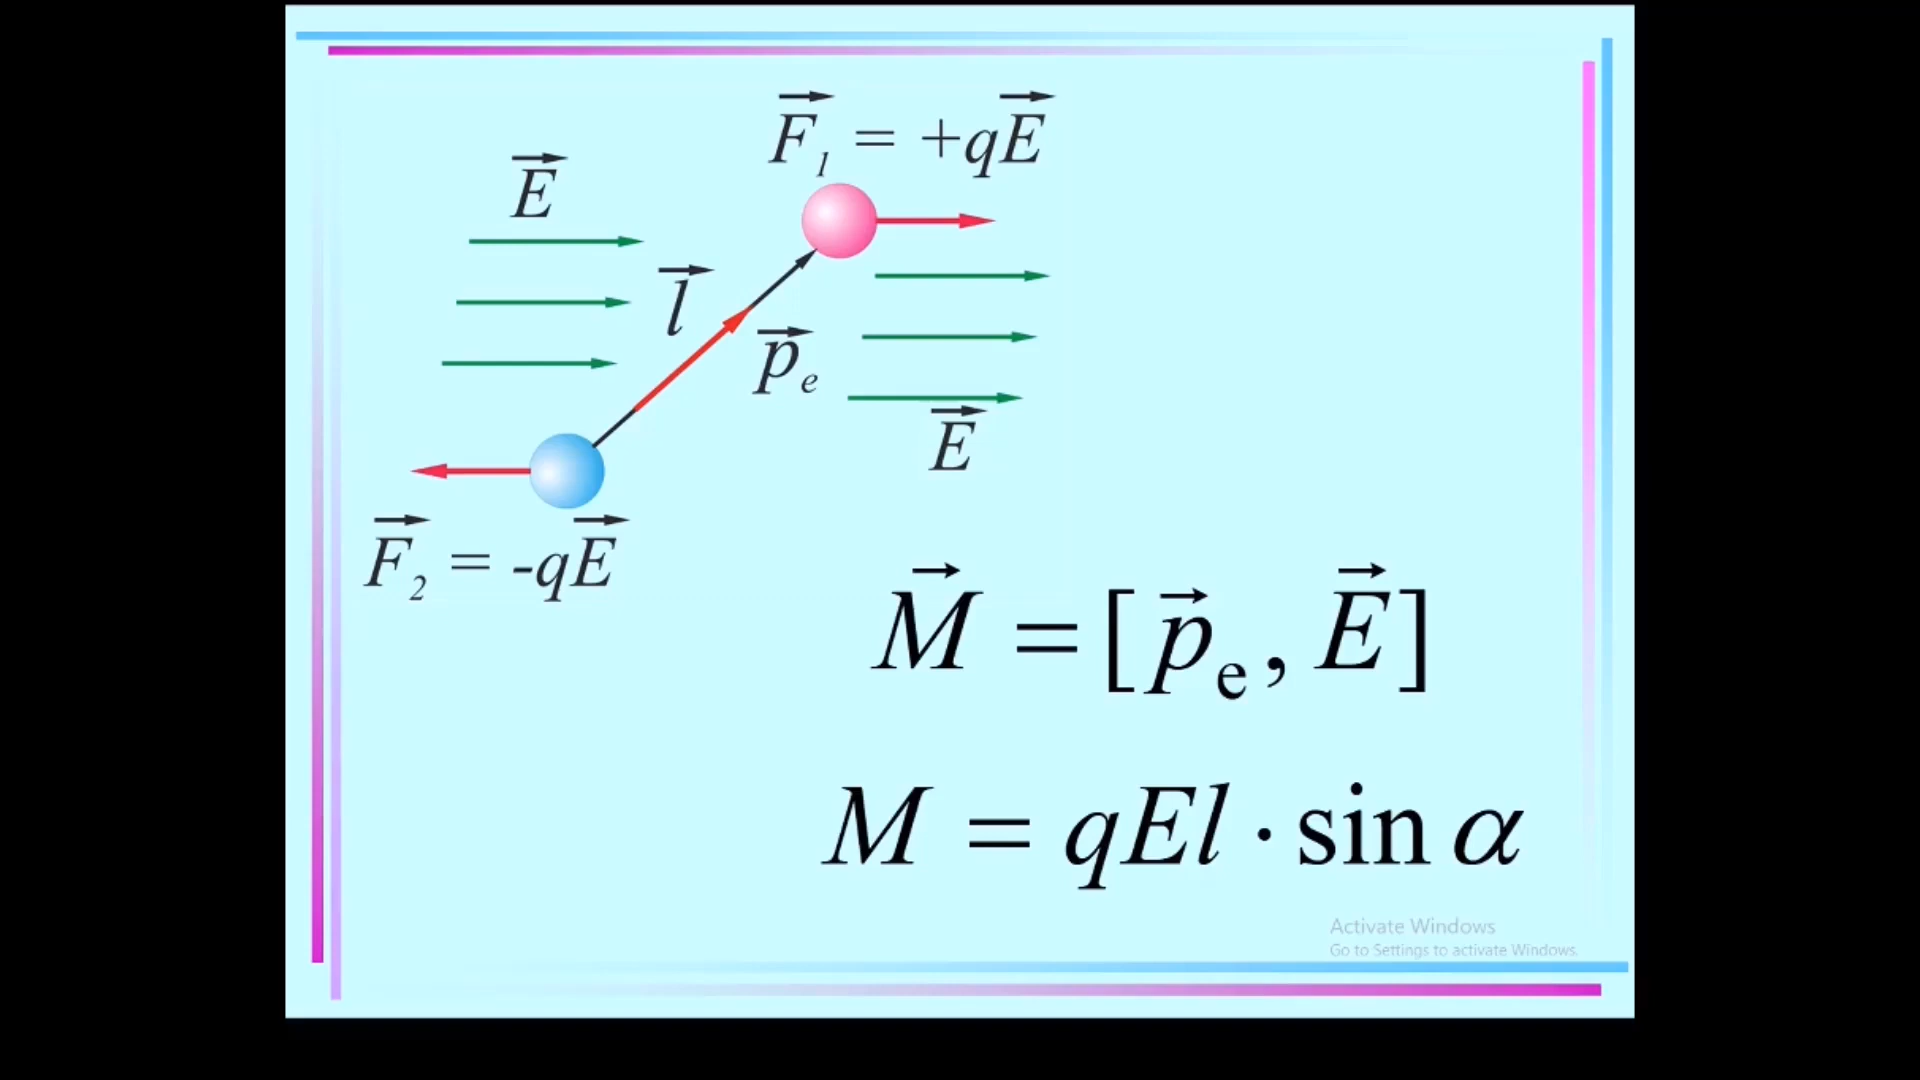 F⃗₁ = +qE⃗
E⃗
l⃗
p⃗ₑ
E⃗
F⃗₂ = -qE⃗
M⃗ = [p⃗ₑ, E⃗]
M = qEl · sin α
Activate Windows
Go to Settings to activate Windows.